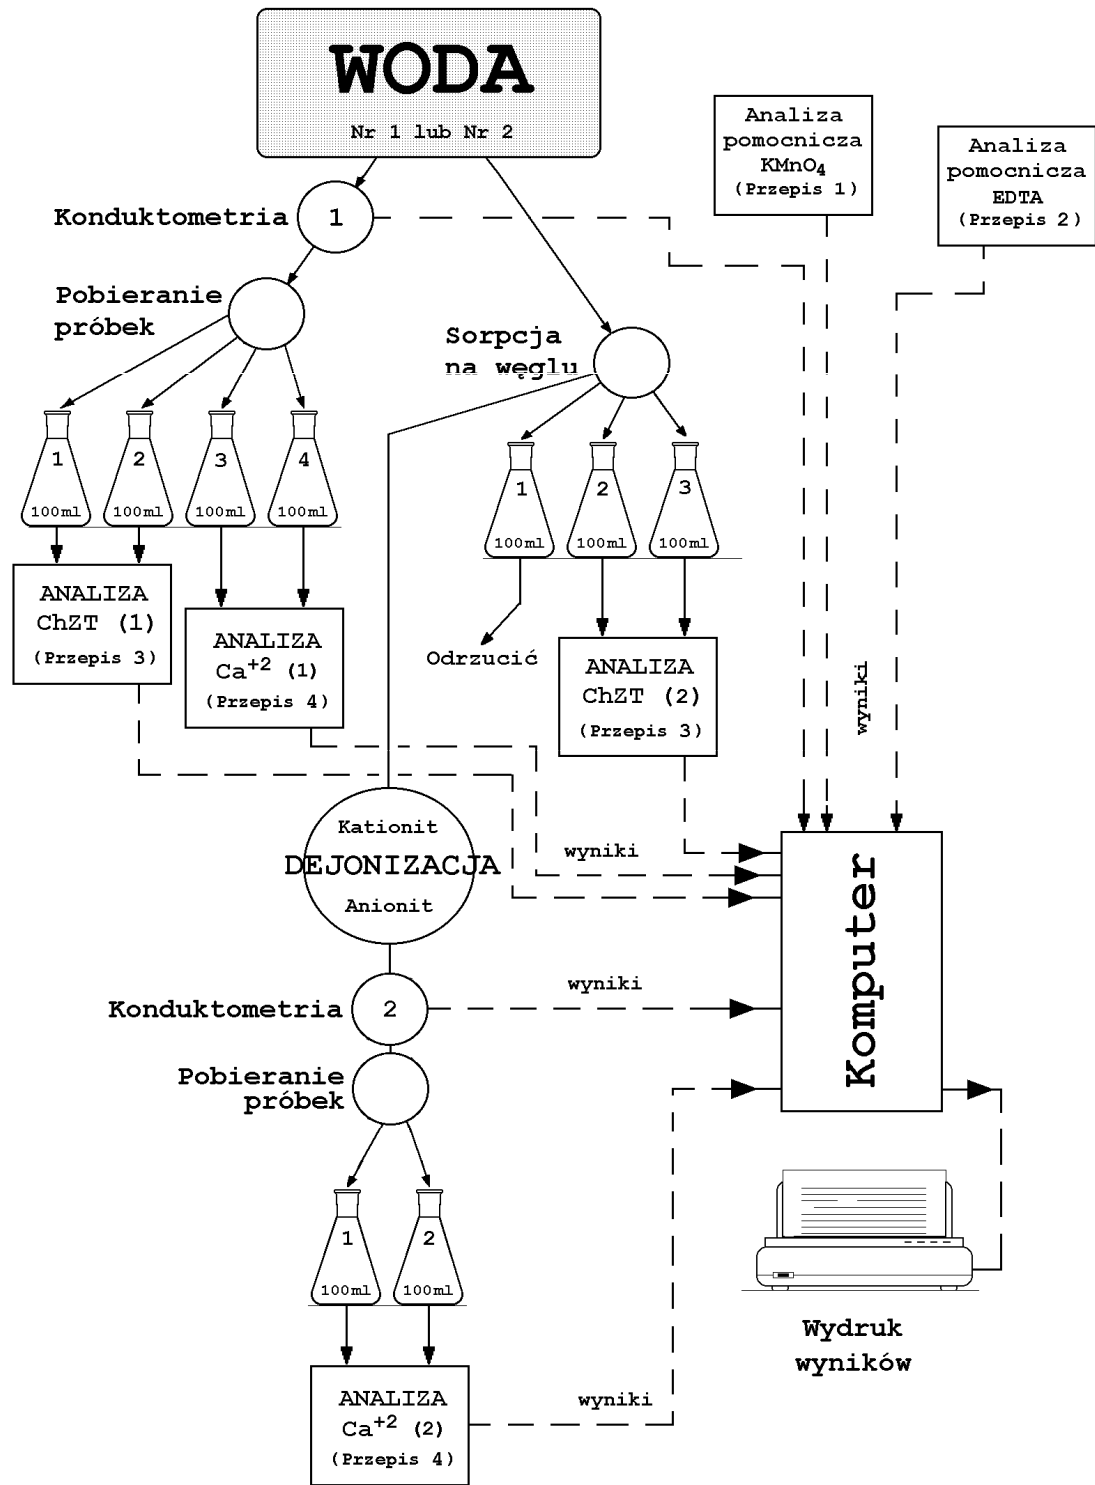 WODA
Nr 1 lub Nr 2
Analiza
pomocnicza
KMnO4
(Przepis 1)
Analiza
pomocnicza
EDTA
(Przepis 2)
Konduktometria
1
Pobieranie
próbek
Sorpcja
na węglu
1
2
3
4
100ml
100ml
100ml
100ml
1
2
3
100ml
100ml
100ml
ANALIZA
ChZT (1)
(Przepis 3)
ANALIZA
Ca+2 (1)
(Przepis 4)
Odrzucić
ANALIZA
ChZT (2)
(Przepis 3)
wyniki
Kationit
DEJONIZACJA
Anionit
wyniki
Komputer
Konduktometria
2
wyniki
Pobieranie
próbek
1
2
100ml
100ml
Wydruk
wyników
ANALIZA
Ca+2 (2)
(Przepis 4)
wyniki